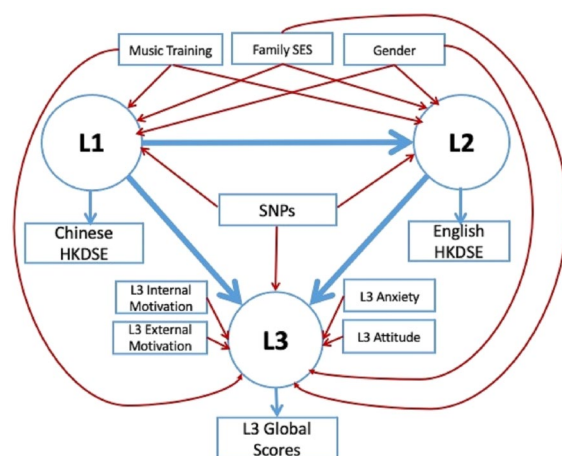 Music Training
Family SES
Gender
L1
L2
SNPs
Chinese
HKDSE
English
HKDSE
L3 Internal
Motivation
L3 Anxiety
L3 External
Motivation
L3
L3 Attitude
L3 Global
Scores